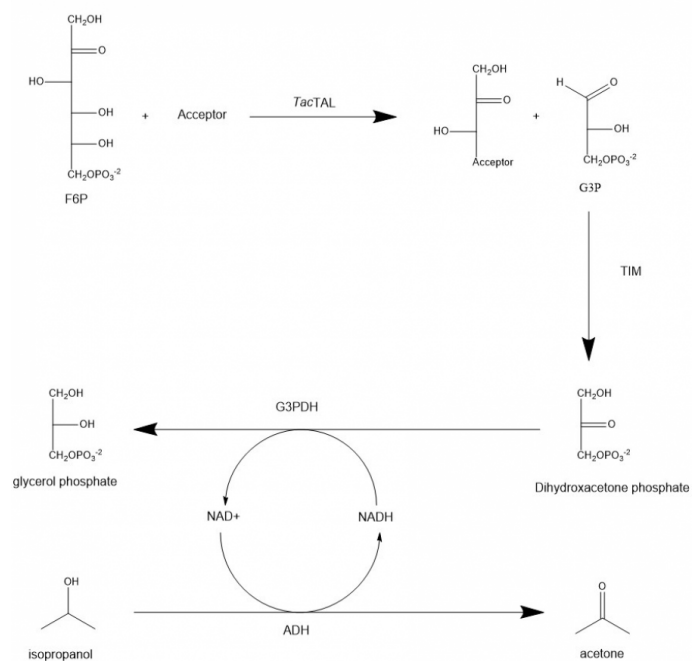 CH₂OH
O
HO
OH
OH
CH₂OPO₃⁻²
F6P
+
Acceptor
TacTAL
CH₂OH
O
HO
Acceptor
+
H
O
OH
CH₂OPO₃⁻²
G3P
TIM
CH₂OH
OH
CH₂OPO₃⁻²
glycerol phosphate
G3PDH
CH₂OH
O
CH₂OPO₃⁻²
Dihydroxacetone phosphate
NAD+
NADH
OH
isopropanol
ADH
O
acetone